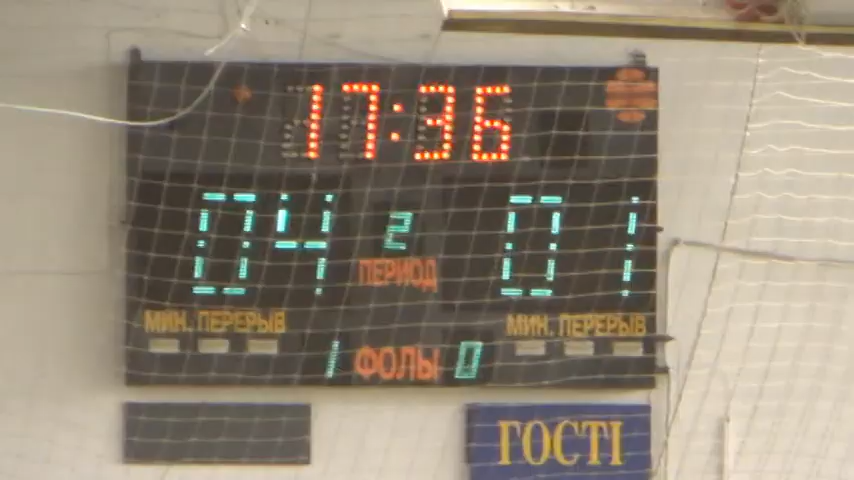 17:36
04 2 01
ПЕРИОД
МИН. ПЕРЕРЫВ МИН. ПЕРЕРЫВ
1 ФОЛЫ 0
ГОСТІ